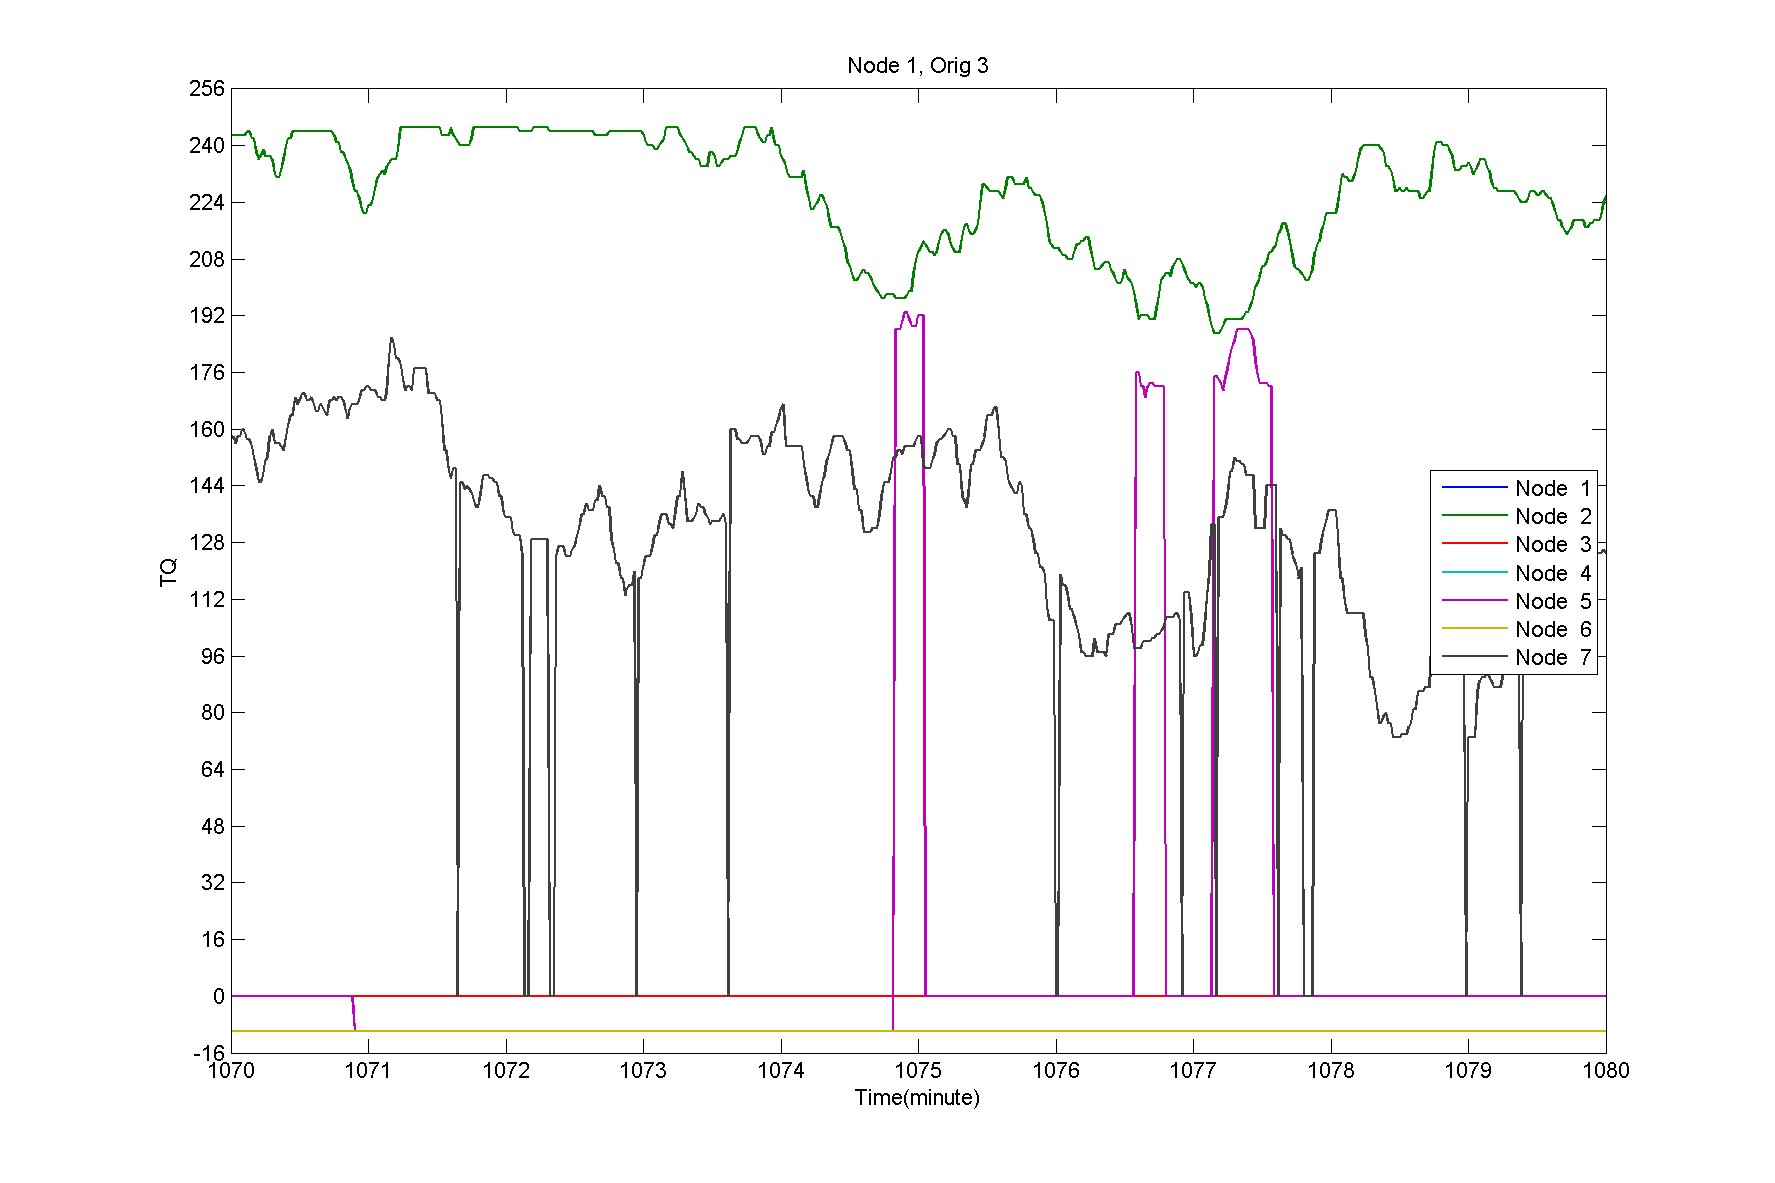 Node 1, Orig 3
256
240
224
208
192
176
160
144
128
112
96
80
64
48
32
16
0
-16
TQ
Node 1
Node 2
Node 3
Node 4
Node 5
Node 6
Node 7
1070 1071 1072 1073 1074 1075 1076 1077 1078 1079 1080
Time(minute)